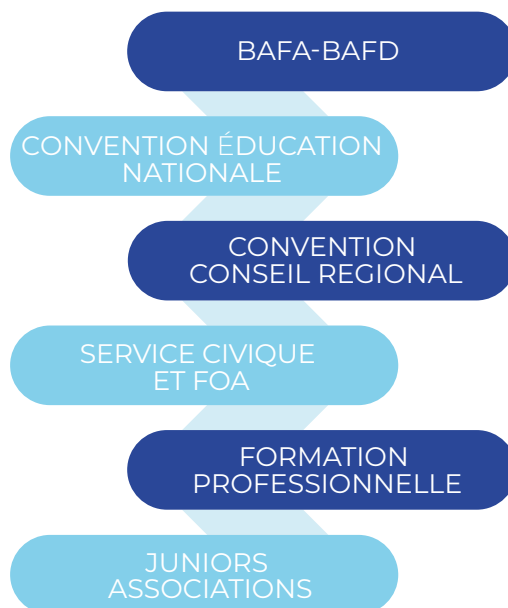 BAFA-BAFD
CONVENTION ÉDUCATION
NATIONALE
CONVENTION
CONSEIL REGIONAL
SERVICE CIVIQUE
ET FOA
FORMATION
PROFESSIONNELLE
JUNIORS
ASSOCIATIONS